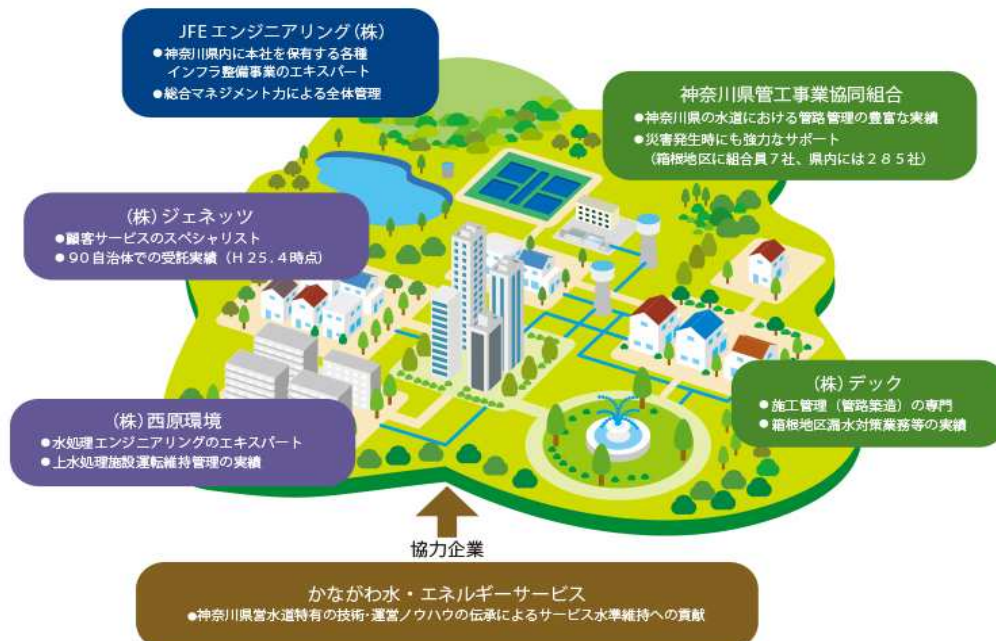 JFE エンジニアリング(株)
●神奈川県内に本社を保有する各種
インフラ整備事業のエキスパート
●総合マネジメント力による全体管理
神奈川県管工事業協同組合
●神奈川県の水道における管路管理の豊富な実績
●災害発生時にも強力なサポート
(箱根地区に組合員7社、県内には285社)
(株)ジェネッツ
●顧客サービスのスペシャリスト
●90自治体での受託実績(H25.4時点)
(株)西原環境
●水処理エンジニアリングのエキスパート
●上水処理施設運転維持管理の実績
(株)デック
●施工管理(管路築造)の専門
●箱根地区漏水対策業務等の実績
協力企業
かながわ水・エネルギーサービス
●神奈川県営水道特有の技術・運営ノウハウの伝承によるサービス水準維持への貢献